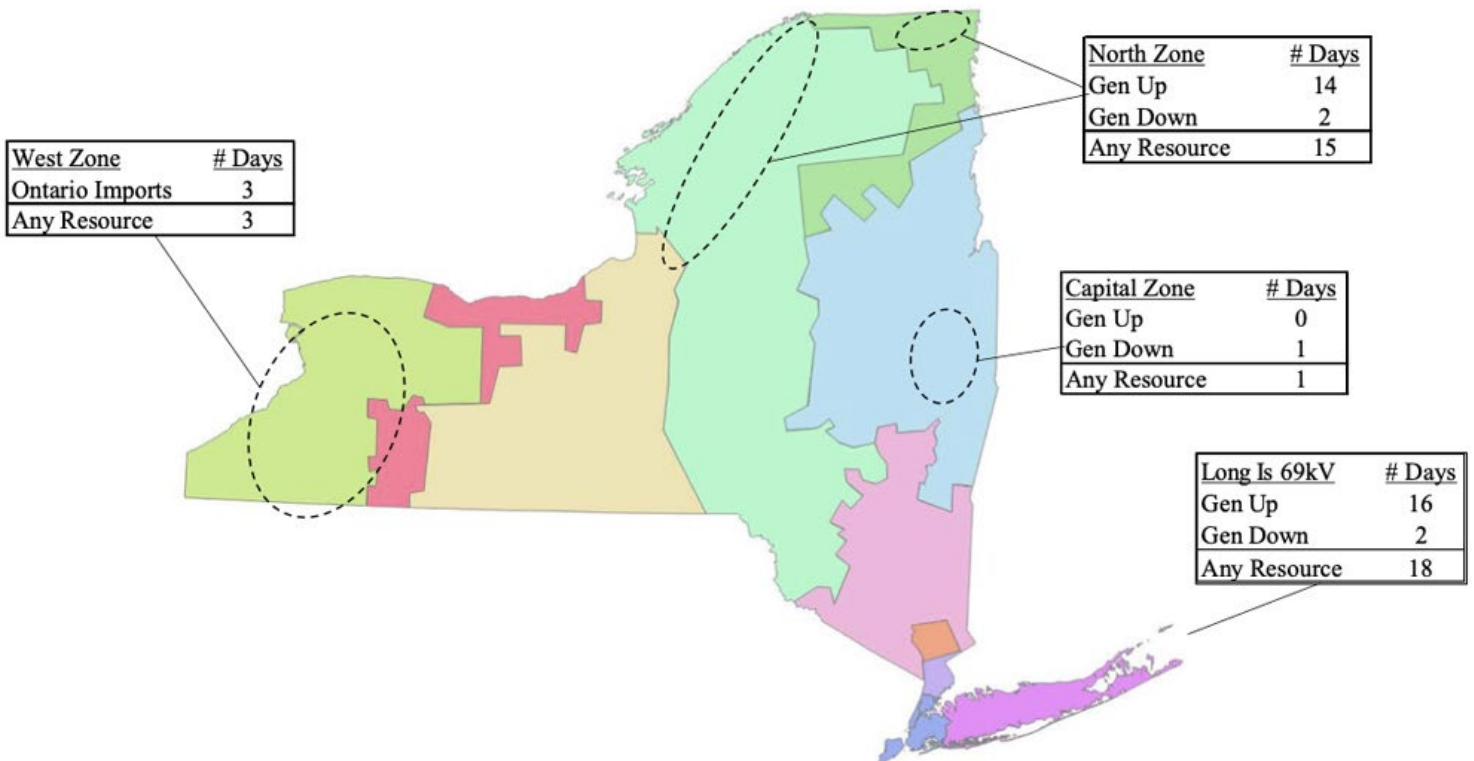 North Zone # Days
Gen Up 14
Gen Down 2
Any Resource 15
West Zone # Days
Ontario Imports 3
Any Resource 3
Capital Zone # Days
Gen Up 0
Gen Down 1
Any Resource 1
Long Is 69kV # Days
Gen Up 16
Gen Down 2
Any Resource 18